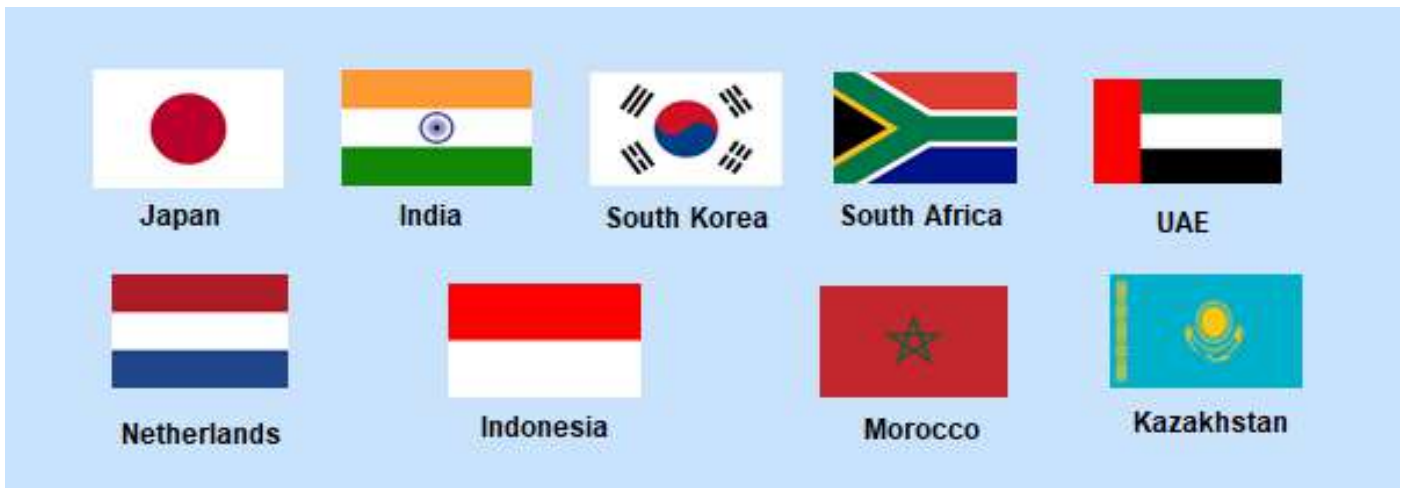 Japan
India
South Korea
South Africa
UAE
Netherlands
Indonesia
Morocco
Kazakhstan